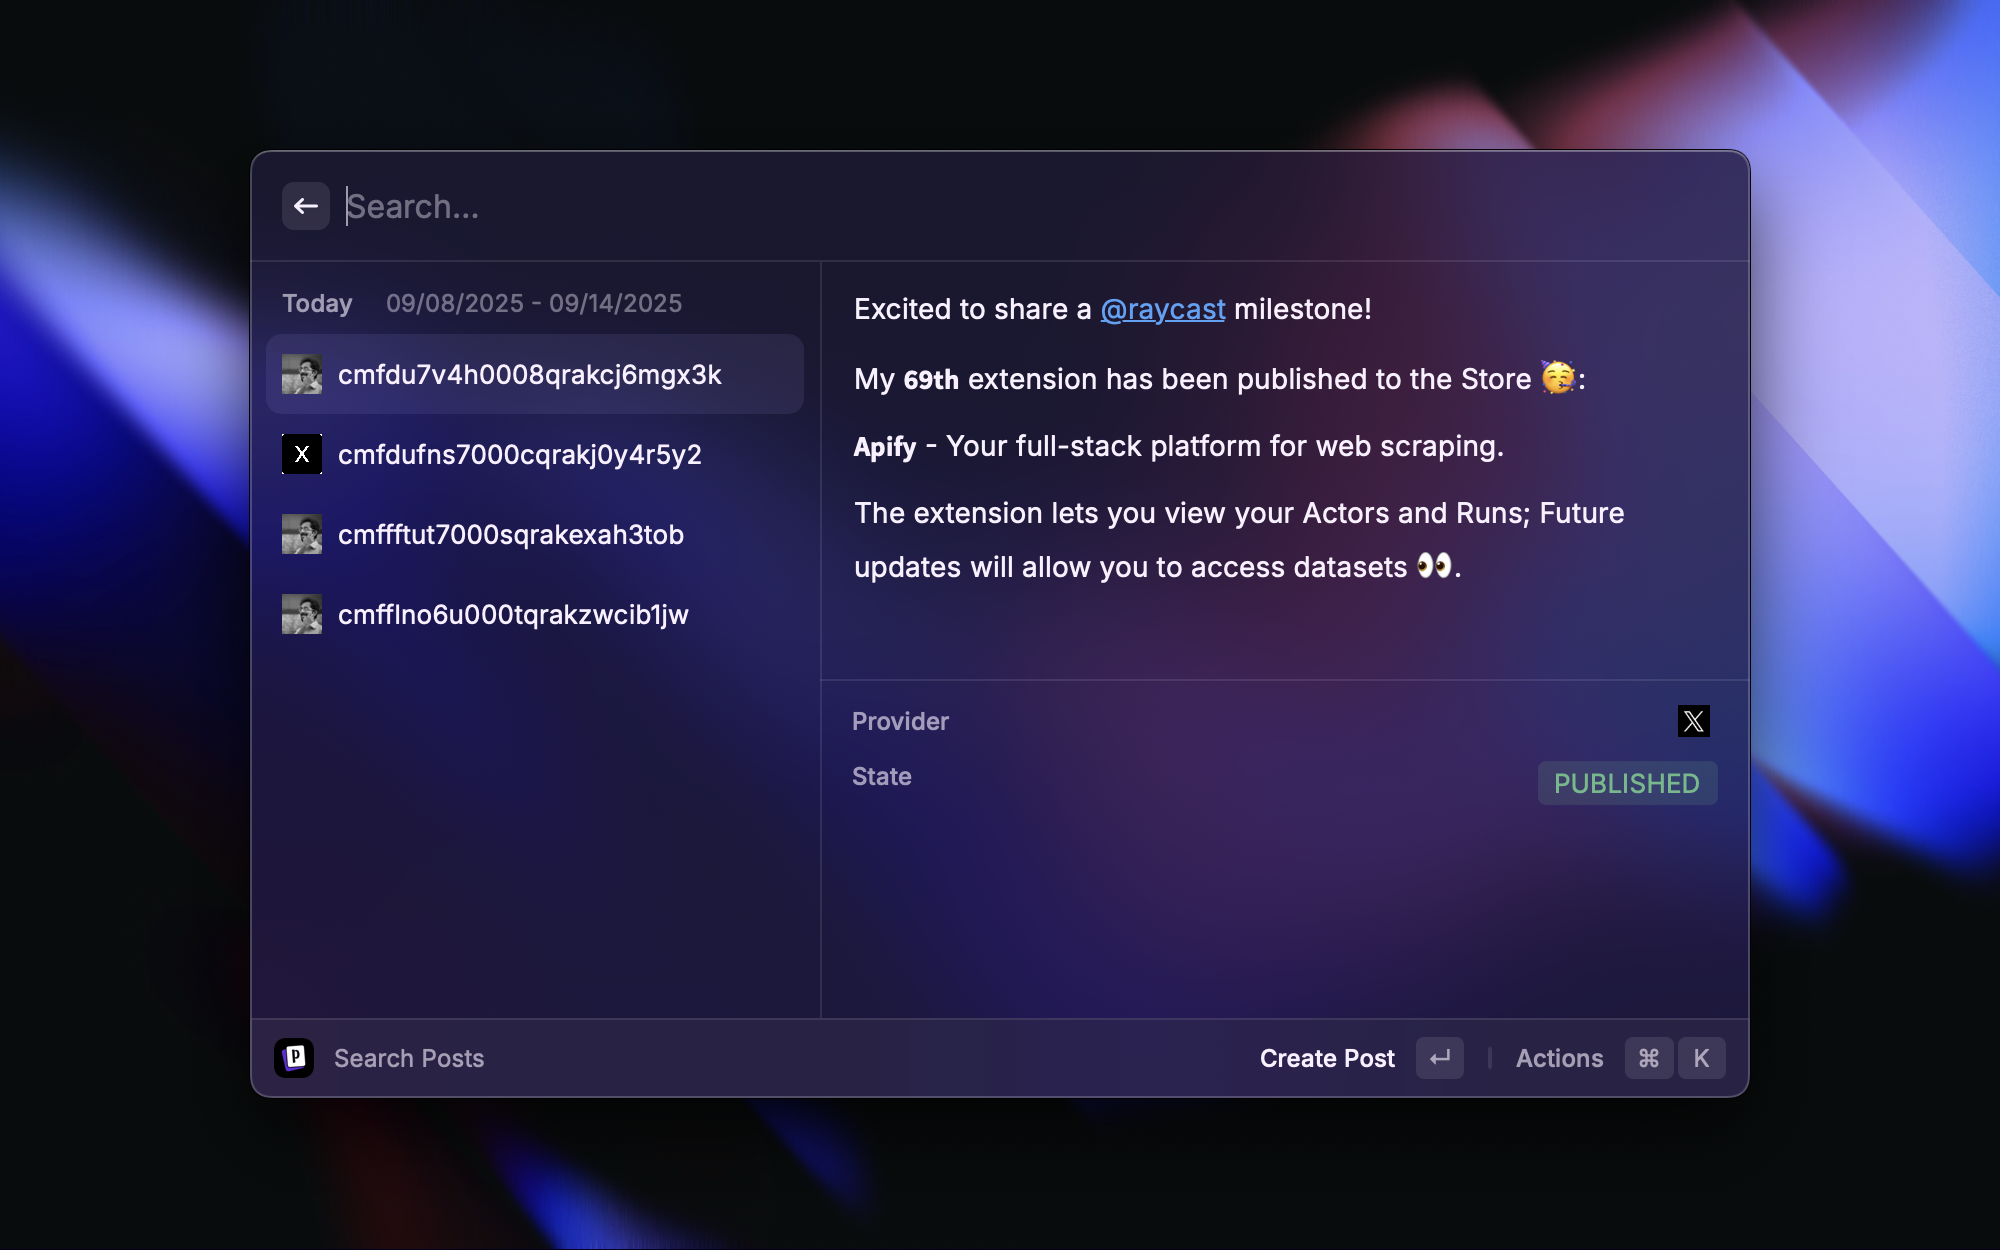 Search...
Today 09/08/2025 - 09/14/2025
cmfdu7v4h0008qrakcj6mgx3k
X cmfdufns7000cqrakj0y4r5y2
cmffftut7000sqrakexah3tob
cmfflno6u000tqrakzwcib1jw
Excited to share a @raycast milestone!
My 69th extension has been published to the Store 🥳:
Apify - Your full-stack platform for web scraping.
The extension lets you view your Actors and Runs; Future
updates will allow you to access datasets 👀.
Provider X
State PUBLISHED
P Search Posts
Create Post ↵ Actions ⌘ K